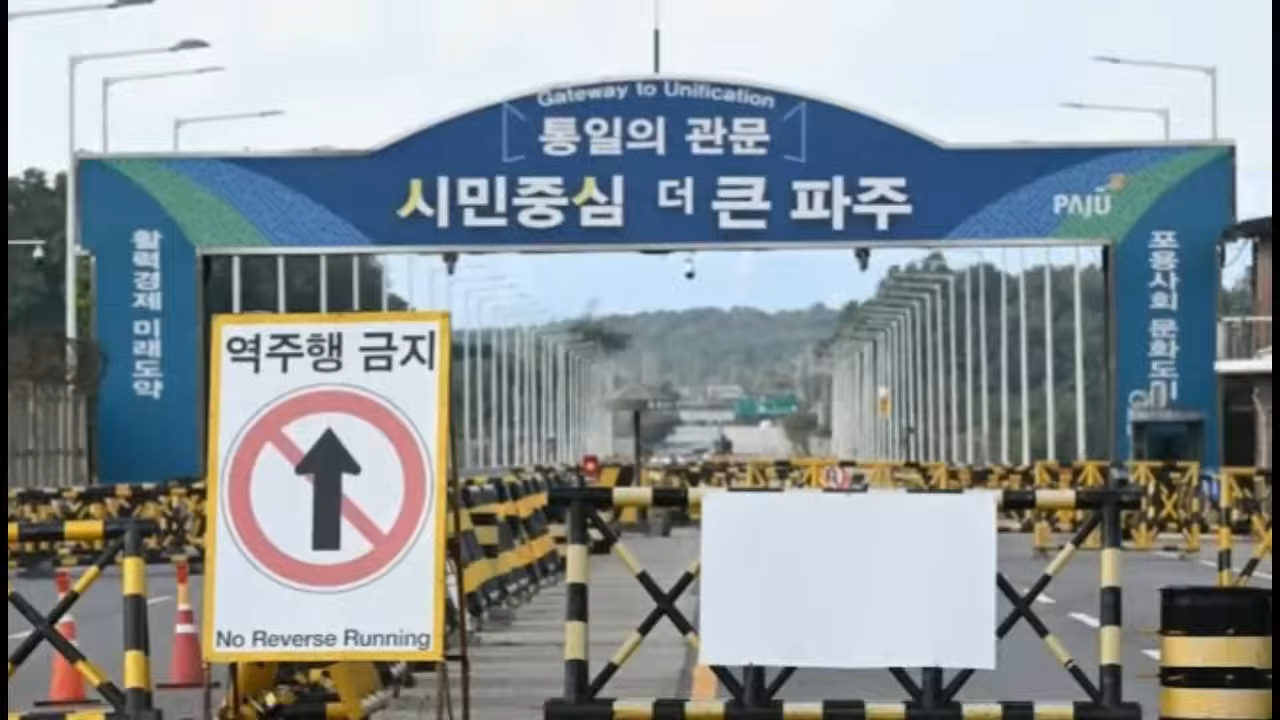 Gateway to Unification
통일의 관문
시민중심 더 큰 파주
PAJU
활력경제 미래도약
포용사회 문화도시
역주행 금지
No Reverse Running